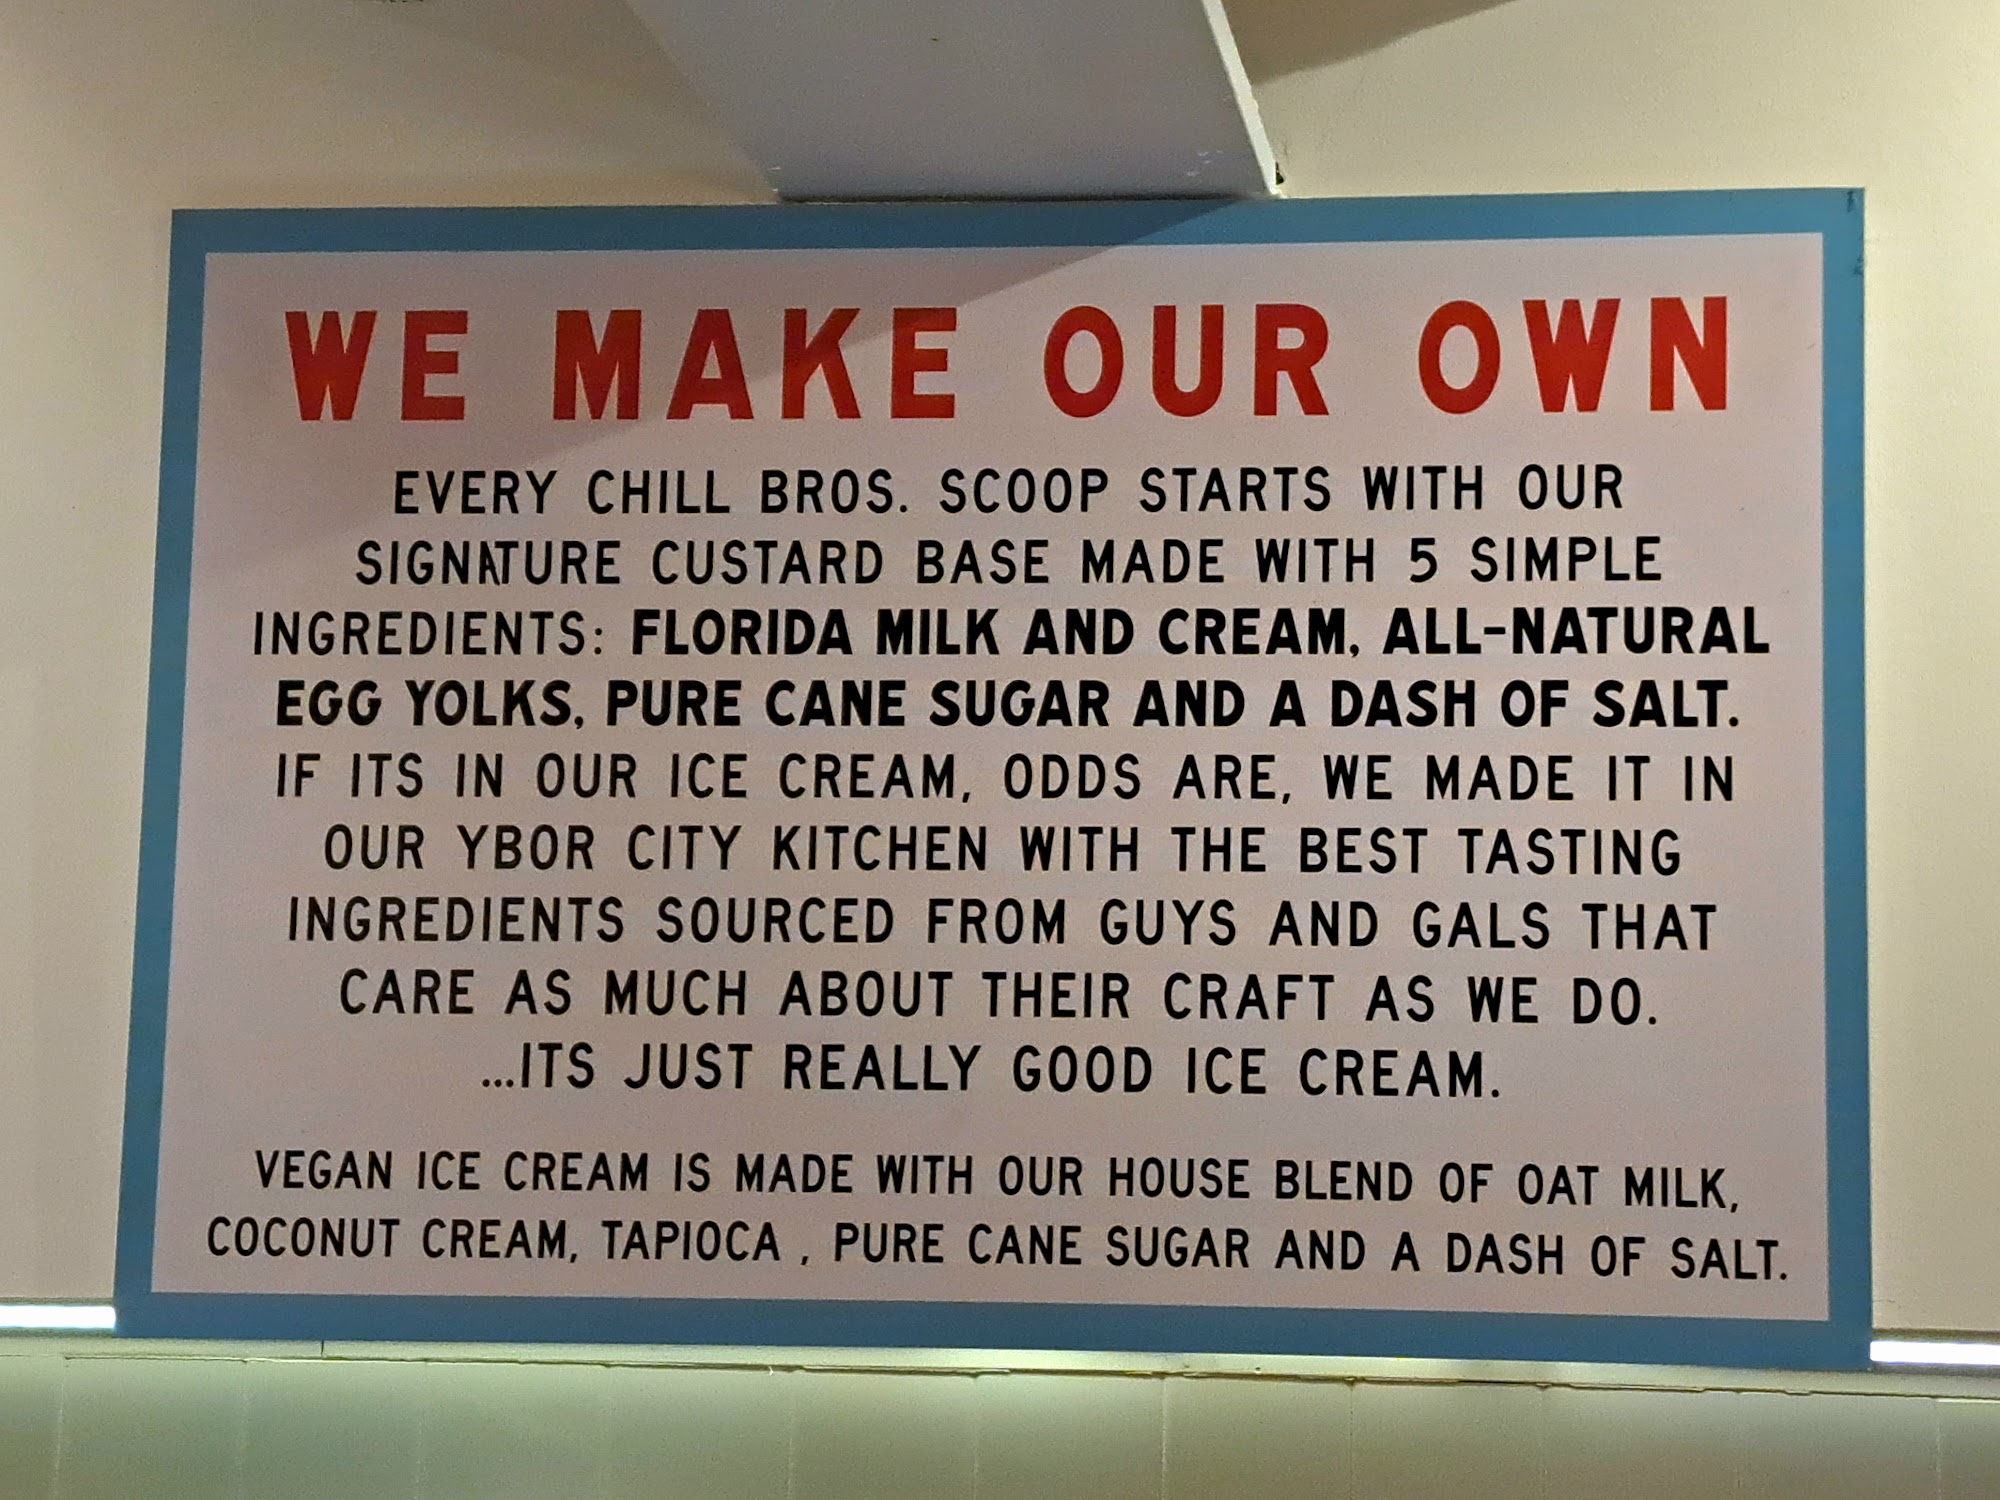 WE MAKE OUR OWN
EVERY CHILL BROS. SCOOP STARTS WITH OUR
SIGNATURE CUSTARD BASE MADE WITH 5 SIMPLE
INGREDIENTS: FLORIDA MILK AND CREAM, ALL-NATURAL
EGG YOLKS, PURE CANE SUGAR AND A DASH OF SALT.
IF ITS IN OUR ICE CREAM, ODDS ARE, WE MADE IT IN
OUR YBOR CITY KITCHEN WITH THE BEST TASTING
INGREDIENTS SOURCED FROM GUYS AND GALS THAT
CARE AS MUCH ABOUT THEIR CRAFT AS WE DO.
...ITS JUST REALLY GOOD ICE CREAM.
VEGAN ICE CREAM IS MADE WITH OUR HOUSE BLEND OF OAT MILK,
COCONUT CREAM, TAPIOCA , PURE CANE SUGAR AND A DASH OF SALT.